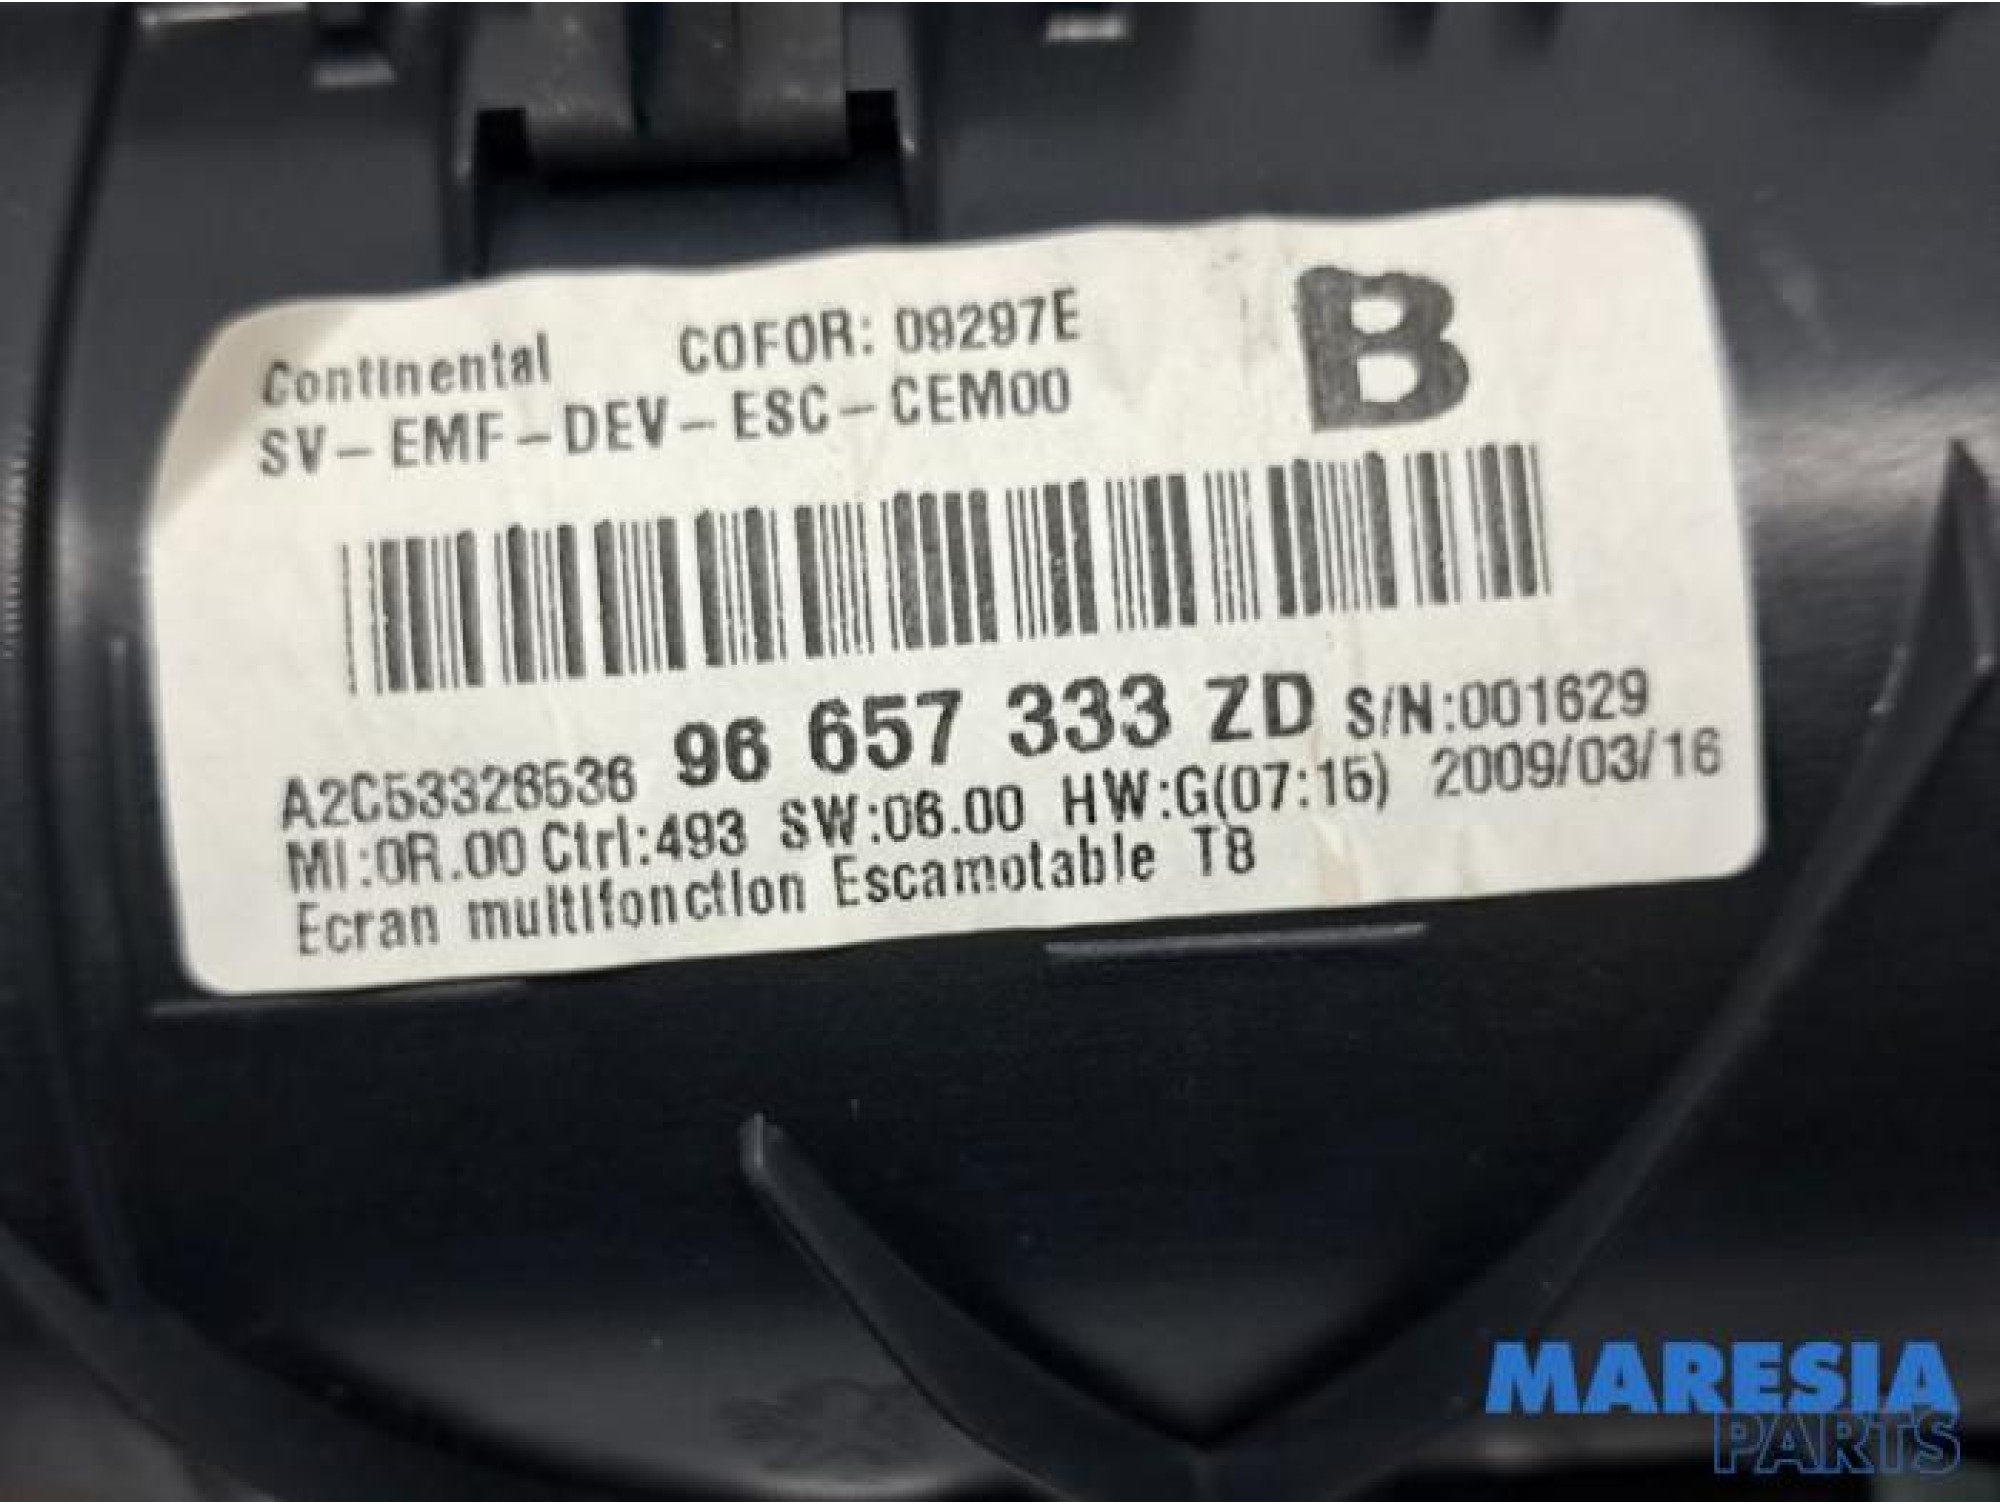 Continental COFOR: 09297E
B
SV-EMF-DEV-ESC-CEM00
A2C53326536 96 657 333 ZD S/N:001629
MI:0R.00 Ctrl:493 SW:06.00 HW:G(07:15) 2009/03/16
Ecran multifonction Escamotable T8
MARESIA
PARTS